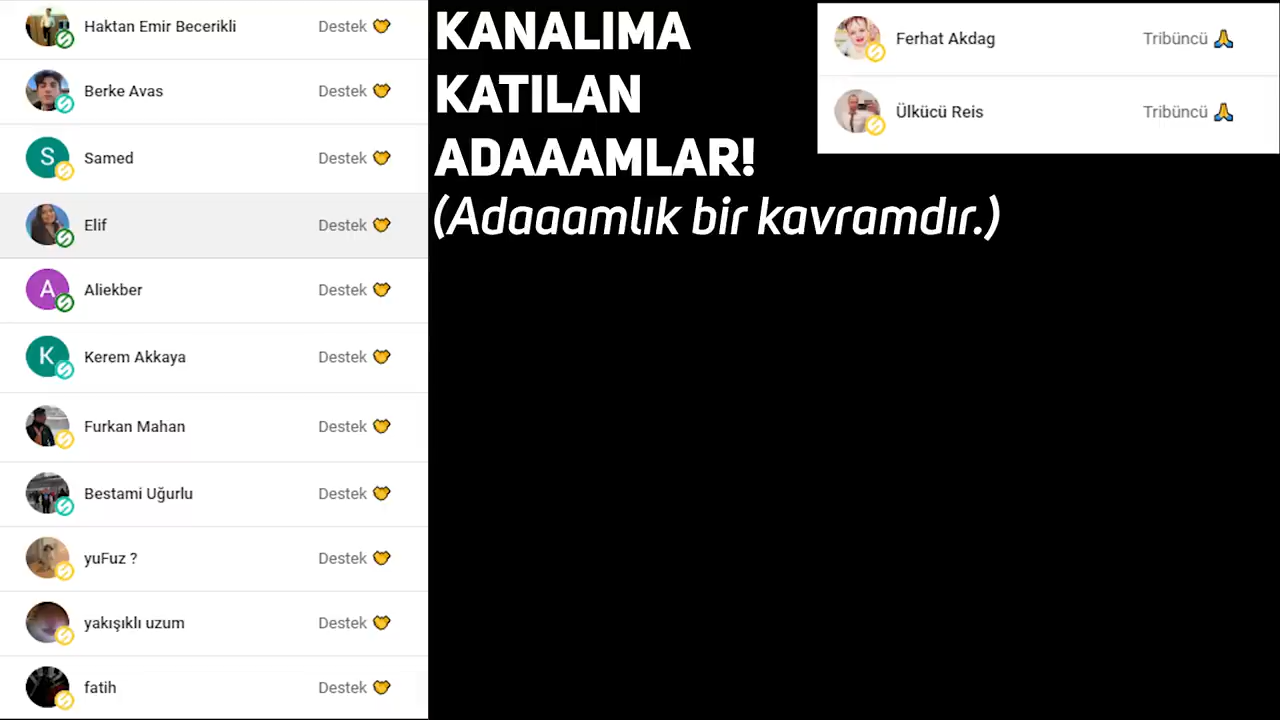 Haktan Emir Becerikli Destek
Berke Avas Destek
S Samed Destek
Elif Destek
A Aliekber Destek
K Kerem Akkaya Destek
Furkan Mahan Destek
Bestami Uğurlu Destek
yuFuz ? Destek
yakışıklı uzum Destek
fatih Destek
KANALIMA
KATILAN
ADAAAMLAR!
(Adaaamlık bir kavramdır.)
Ferhat Akdag Tribüncü 🙏
Ülkücü Reis Tribüncü 🙏